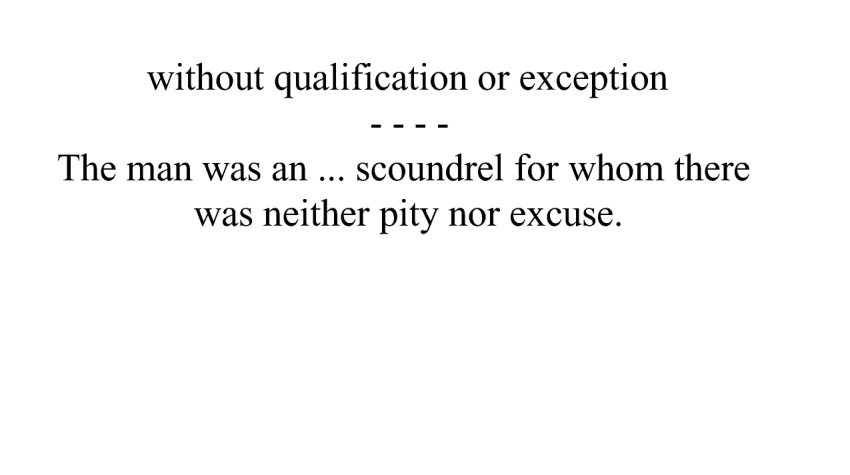 without qualification or exception
- - - -
The man was an ... scoundrel for whom there
was neither pity nor excuse.